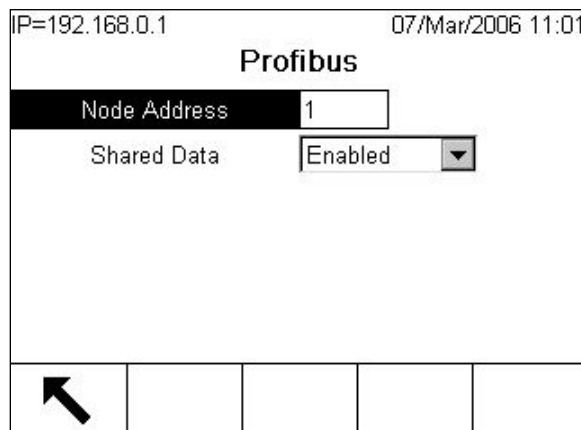 IP=192.168.0.1 07/Mar/2006 11:01
Profibus
Node Address 1
Shared Data Enabled